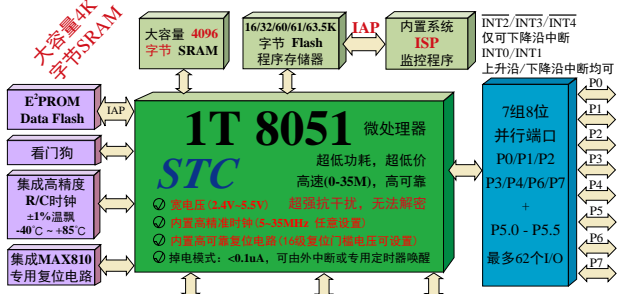 大容量4K
字节SRAM
大容量 4096
字节 SRAM
16/32/60/61/63.5K
字节 Flash
程序存储器
IAP
内置系统
ISP
监控程序
INT2/INT3/INT4
仅可下降沿中断
INT0/INT1
上升沿/下降沿中断均可
E²PROM
Data Flash
IAP
看门狗
集成高精度
R/C时钟
±1%温飘
-40℃ ~ +85℃
集成MAX810
专用复位电路
1T 8051 微处理器
STC
超低功耗，超低价
高速(0-35M)，高可靠
宽电压(2.4V~5.5V) 超强抗干扰，无法解密
内置高精准时钟(5~35MHz 任意设置)
内置高可靠复位电路(16级复位门槛电压可设置)
掉电模式：<0.1uA，可由外中断或专用定时器唤醒
7组8位
并行端口
P0/P1/P2
P3/P4/P6/P7
+
P5.0 - P5.5
最多62个I/O
P0
P1
P2
P3
P4
P5
P6
P7